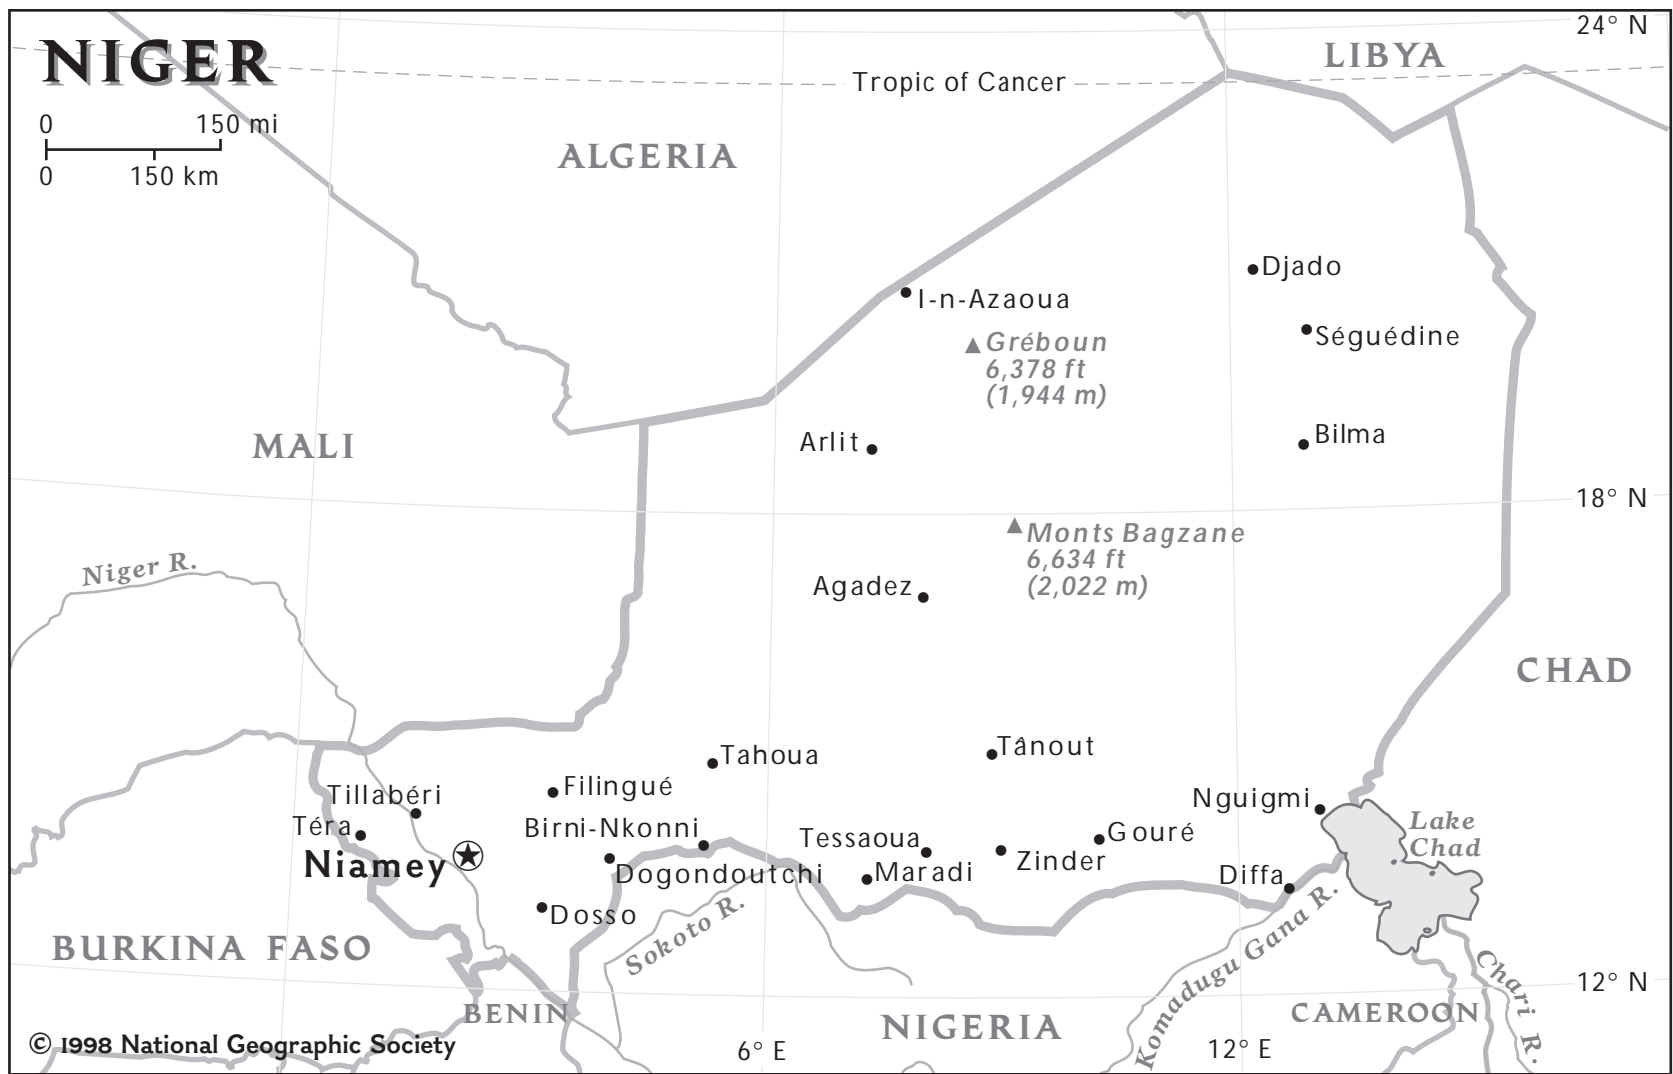 24° N
NIGER
LIBYA
Tropic of Cancer
0 150 mi
0 150 km
ALGERIA
Djado
I-n-Azaoua
Séguédine
Gréboun
6,378 ft
(1,944 m)
Arlit
Bilma
MALI
18° N
Monts Bagzane
6,634 ft
(2,022 m)
Niger R.
Agadez
CHAD
Tahoua
Tânout
Filingué
Tillabéri
Nguigmi
Téra
Birni-Nkonni
Tessaoua
Gouré
Lake
Chad
Niamey
Zinder
Dogondoutchi
Maradi
Diffa
Dosso
Sokoto R.
BURKINA FASO
Komadugu Gana R.
Chari R.
12° N
BENIN
NIGERIA
CAMEROON
© 1998 National Geographic Society
6° E
12° E